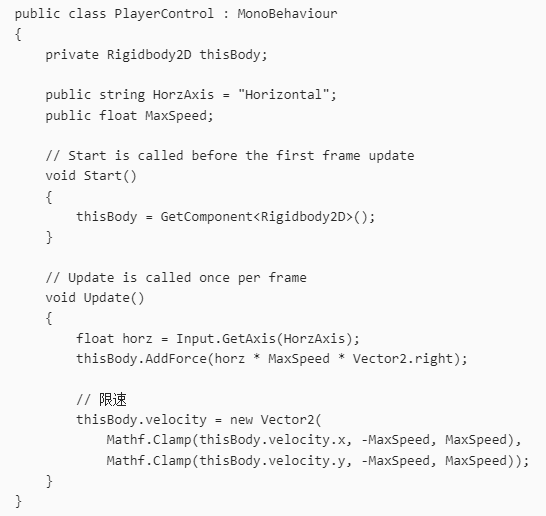 public class PlayerControl : MonoBehaviour
{
    private Rigidbody2D thisBody;

    public string HorzAxis = "Horizontal";
    public float MaxSpeed;

    // Start is called before the first frame update
    void Start()
    {
        thisBody = GetComponent<Rigidbody2D>();
    }

    // Update is called once per frame
    void Update()
    {
        float horz = Input.GetAxis(HorzAxis);
        thisBody.AddForce(horz * MaxSpeed * Vector2.right);

        // 限速
        thisBody.velocity = new Vector2(
            Mathf.Clamp(thisBody.velocity.x, -MaxSpeed, MaxSpeed),
            Mathf.Clamp(thisBody.velocity.y, -MaxSpeed, MaxSpeed));
    }
}